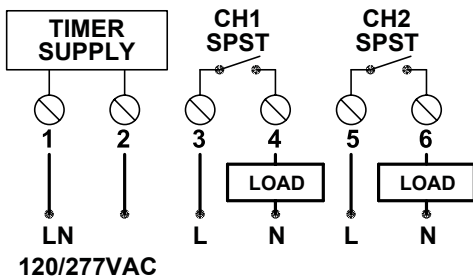 TIMER
SUPPLY
CH1
SPST
CH2
SPST
1 2 3 4 5 6
LOAD LOAD
LN L N L N
120/277VAC